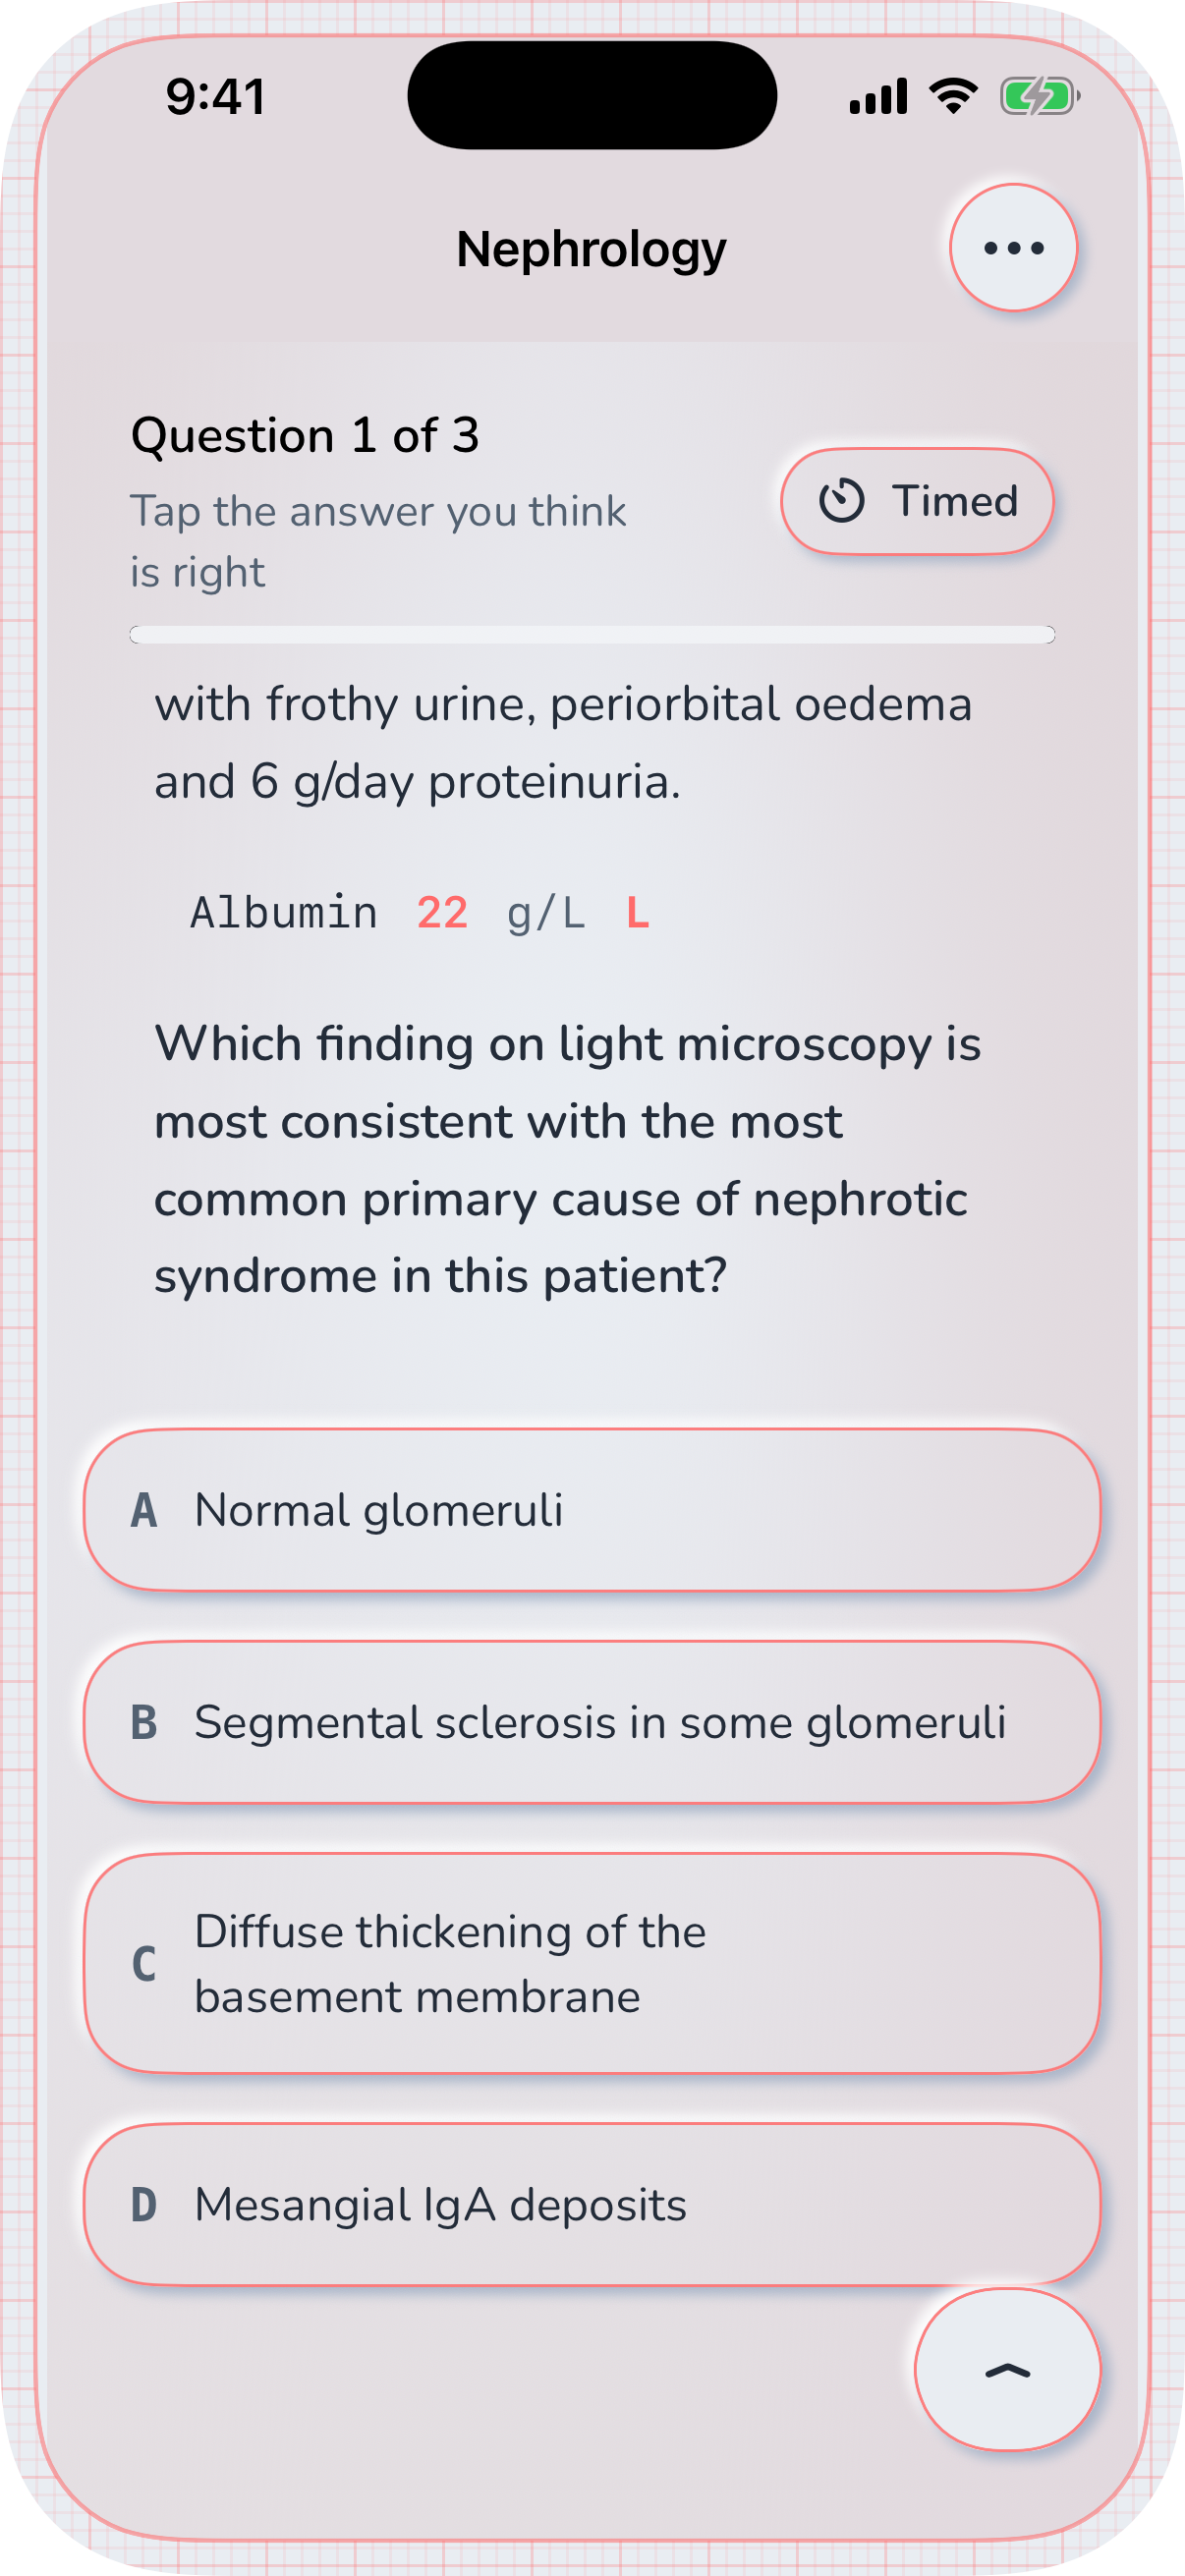 9:41
Nephrology
Question 1 of 3
Tap the answer you think
is right
Timed
with frothy urine, periorbital oedema
and 6 g/day proteinuria.
Albumin 22 g/L L
Which finding on light microscopy is
most consistent with the most
common primary cause of nephrotic
syndrome in this patient?
A Normal glomeruli
B Segmental sclerosis in some glomeruli
C Diffuse thickening of the
basement membrane
D Mesangial IgA deposits